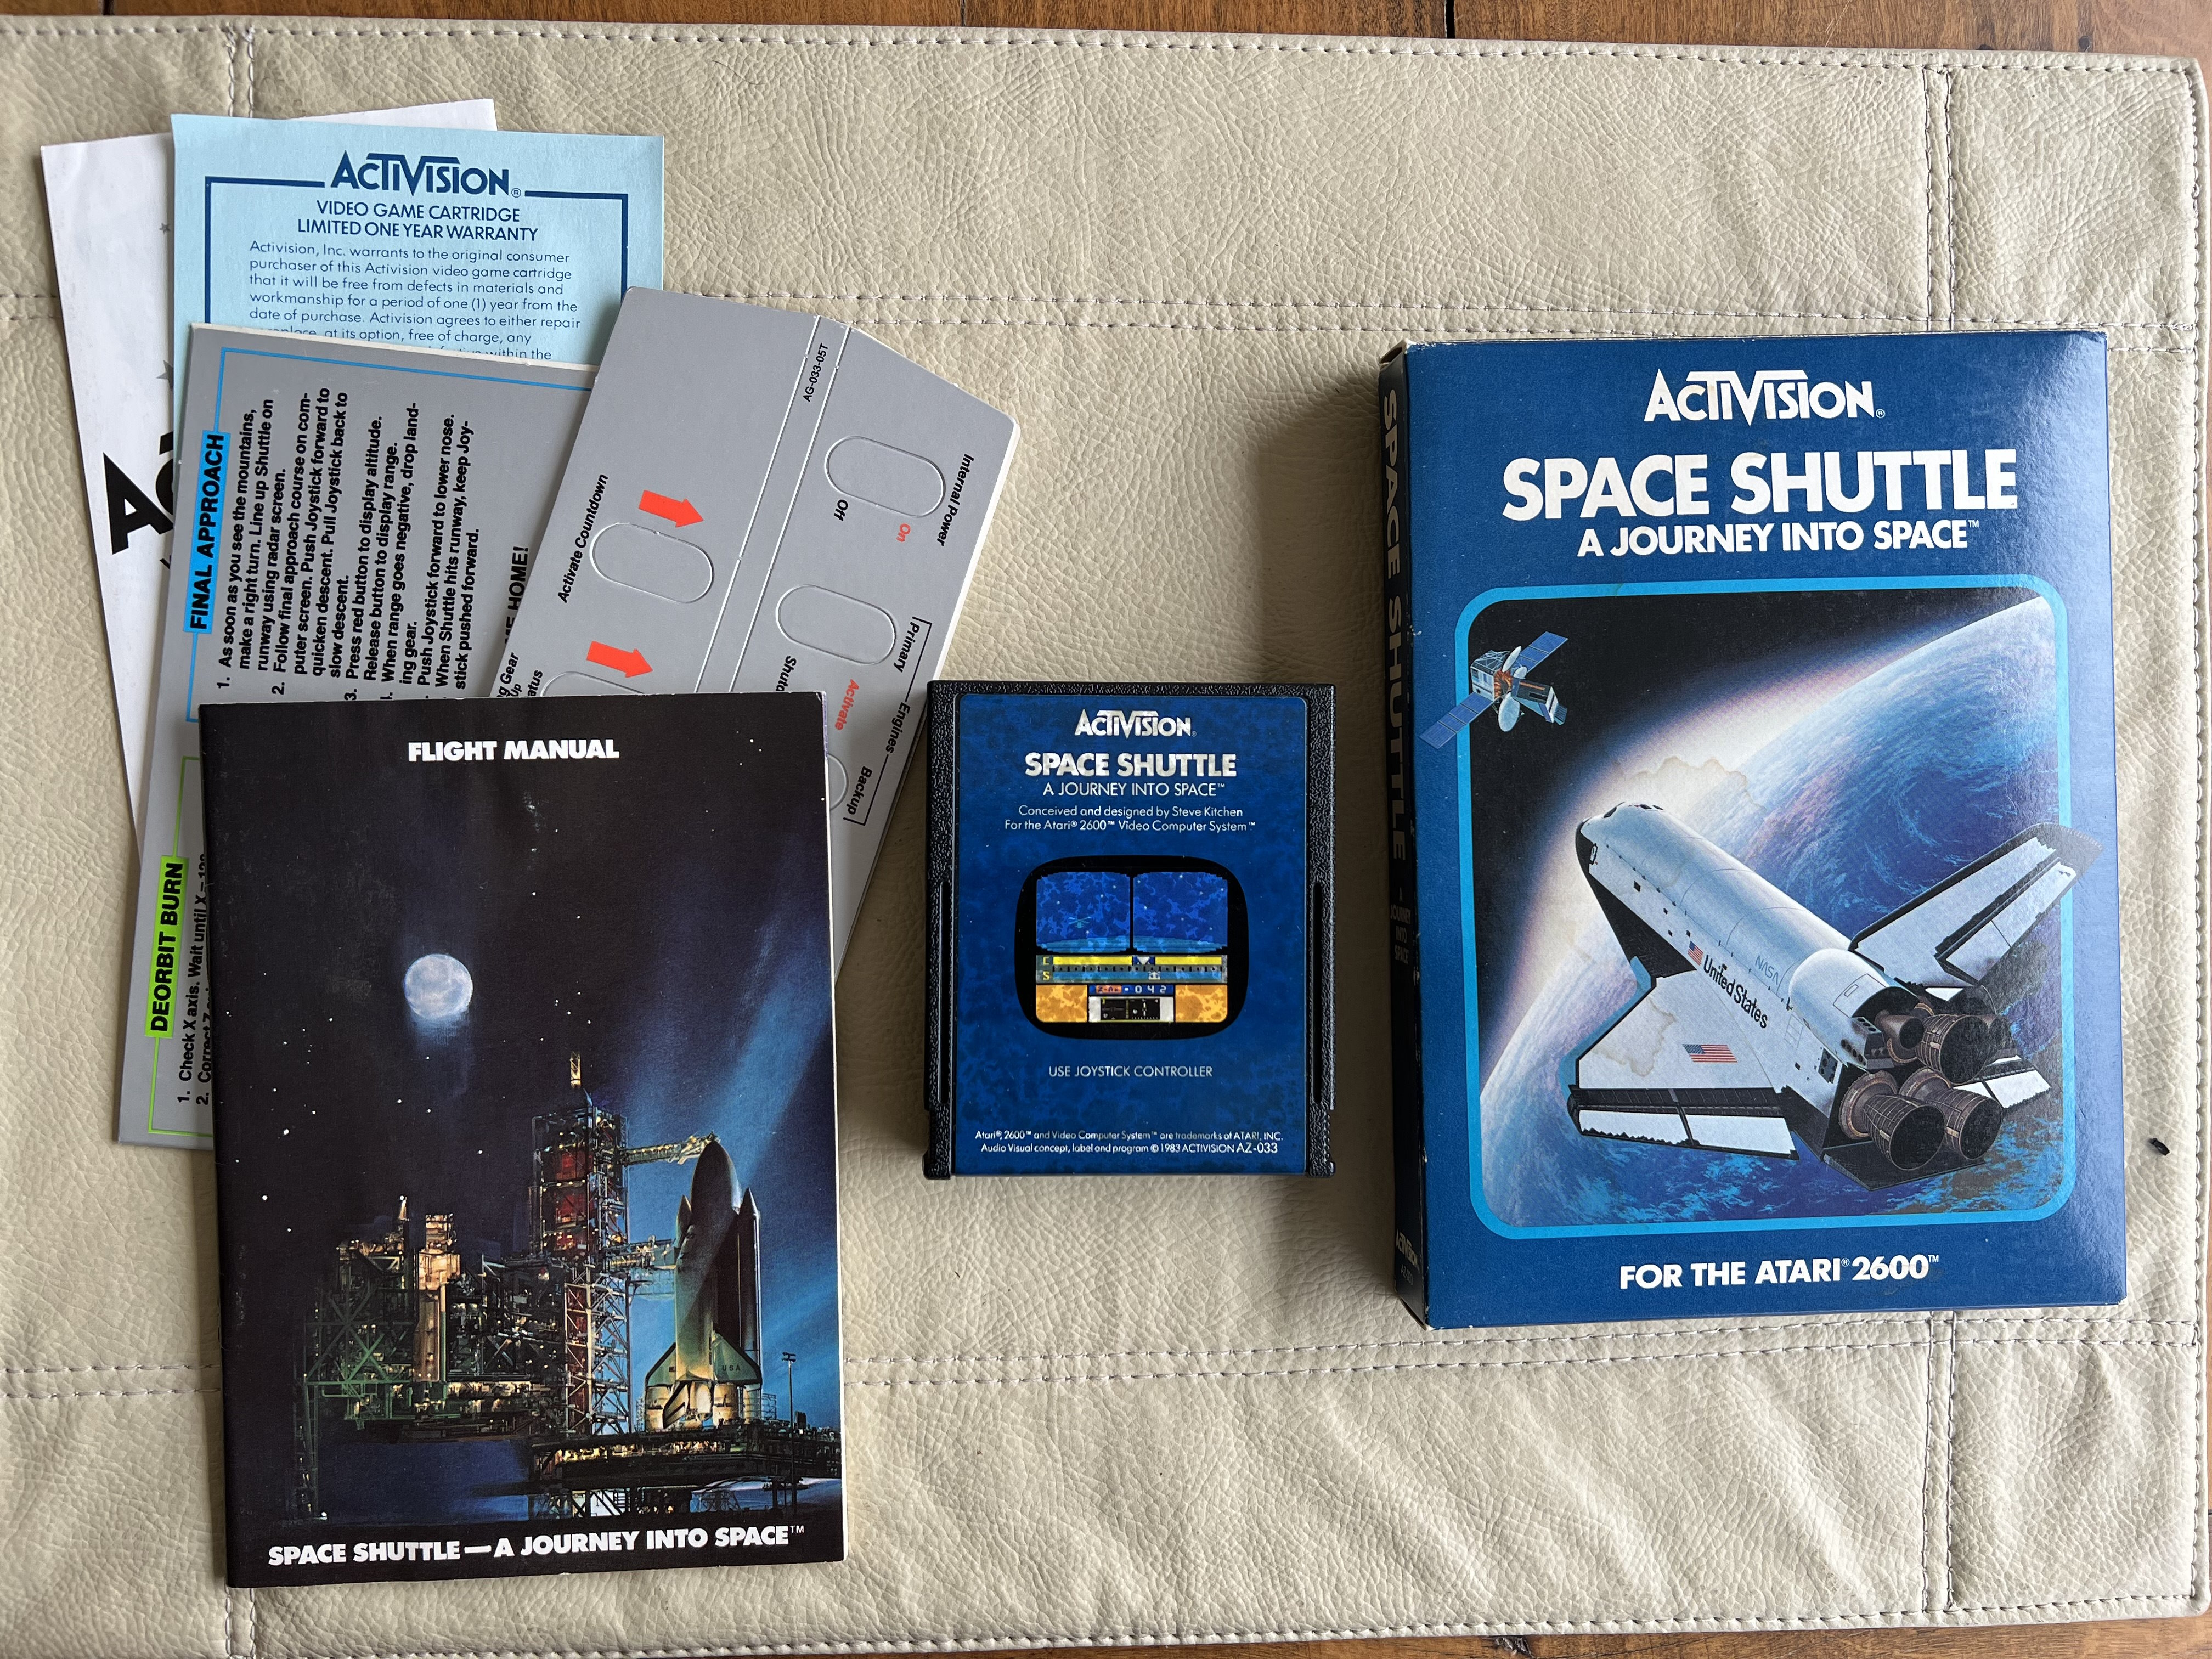 ACTIVISION®
VIDEO GAME CARTRIDGE
LIMITED ONE YEAR WARRANTY
Activision, Inc. warrants to the original consumer
purchaser of this Activision video game cartridge
that it will be free from defects in materials and
workmanship for a period of one (1) year from the
date of purchase. Activision agrees to either repair
at its option, free of charge, any
within the
FINAL APPROACH
1. As soon as you see the mountains,
make a right turn. Line up Shuttle on
runway using radar screen.
2. Follow final approach course on com-
puter screen. Push Joystick forward to
quicken descent. Pull Joystick back to
slow descent.
3. Press red button to display altitude.
Release button to display range.
When range goes negative, drop land-
ing gear.
Push Joystick forward to lower nose.
When Shuttle hits runway, keep Joy-
stick pushed forward.
HOME!
DEORBIT BURN
1. Check X axis. Wait until X
2. Correct
AG-033-05T
Activate Countdown
Internal Power
Off
On
Gear
Primary
Engines
Backup
Activate
FLIGHT MANUAL
USA
SPACE SHUTTLE—A JOURNEY INTO SPACE™
ACTIVISION®
SPACE SHUTTLE
A JOURNEY INTO SPACE™
Conceived and designed by Steve Kitchen
For the Atari® 2600™ Video Computer System™
C
S
-042
USE JOYSTICK CONTROLLER
Atari®, 2600™ and Video Computer System™ are trademarks of ATARI, INC.
Audio Visual concept, label and program © 1983 ACTIVISION AZ-033
SPACE SHUTTLE
A
JOURNEY
INTO
SPACE
ACTIVISION
ACTIVISION®
SPACE SHUTTLE
A JOURNEY INTO SPACE™
NASA
United States
FOR THE ATARI® 2600™